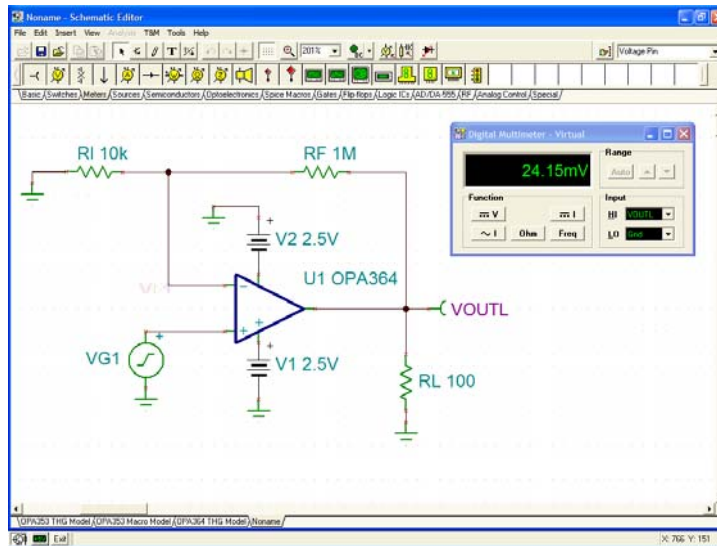 Noname - Schematic Editor
File Edit Insert View Analysis T&M Tools Help
201%
Voltage Pin
Basic Switches Meters Sources Semiconductors Optoelectronics Spice Macros Gates Flip-flops Logic ICs AD/DA-555 RF Analog Control Special
Digital Multimeter - Virtual
24.15mV
Range
Auto
Function
V
I
~ I
Ohm
Freq
Input
HI VOUTL
LO Gnd
RI 10k
RF 1M
+
V2 2.5V
U1 OPA364
-
+
+
VOUTL
+
VG1
+
V1 2.5V
RL 100
OPA353 THG Model OPA353 Macro Model OPA364 THG Model Noname
Exit
X: 766 Y: 151